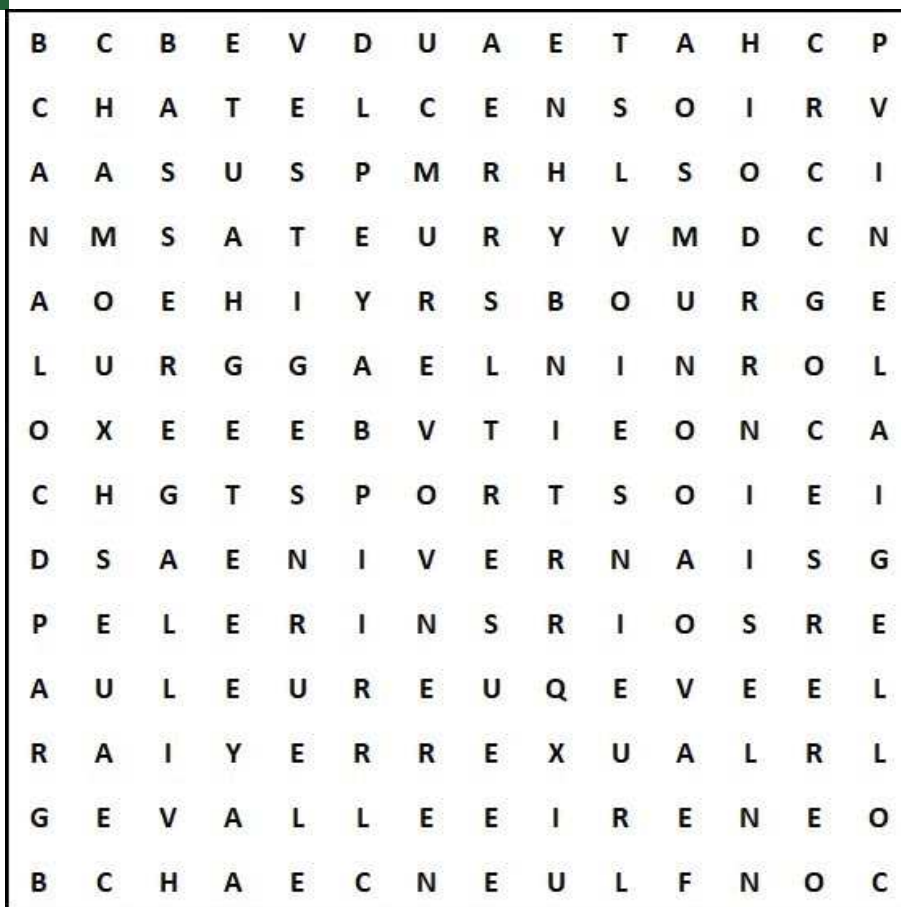 B C B E V D U A E T A H C P
C H A T E L C E N S O I R V
A A S U S P M R H L S O C I
N M S A T E U R Y V M D C N
A O E H I Y R S B O U R G E
L U R G G A E L N I N R O L
O X E E E B V T I E O N C A
C H G T S P O R T S O I E I
D S A E N I V E R N A I S G
P E L E R I N S R I O S R E
A U L E U R E U Q E V E E L
R A I Y E R R E X U A L R L
G E V A L L E E I R E N E O
B C H A E C N E U L F N O C